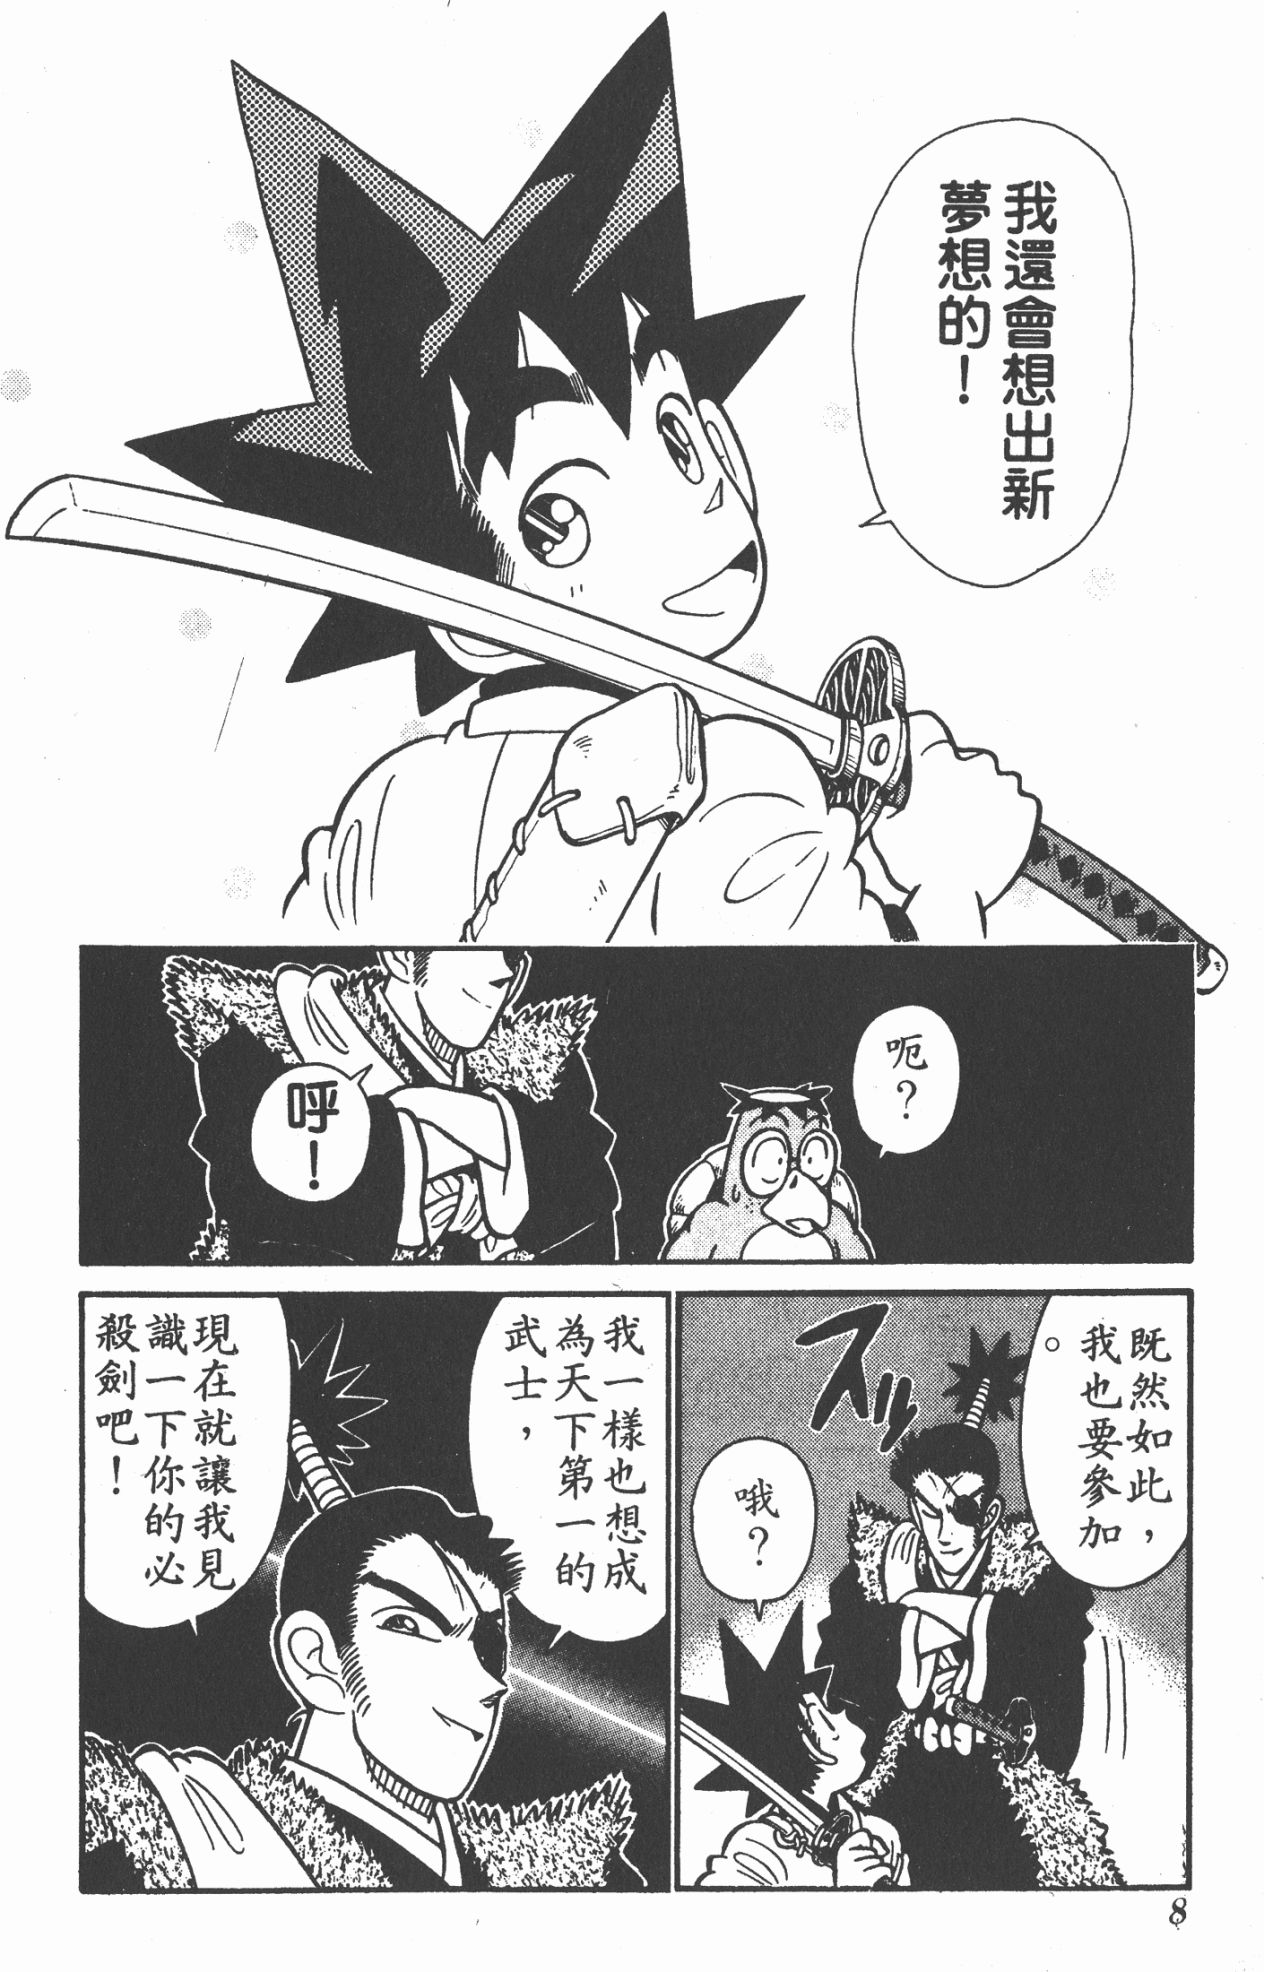 我還會想出新
夢想的！
呃？
呼！
既然如此，
我也要參加
。
スッ
哦？
我一樣也想成
為天下第一的
武士，
現在就讓我見
識一下你的必
殺劍吧！
8